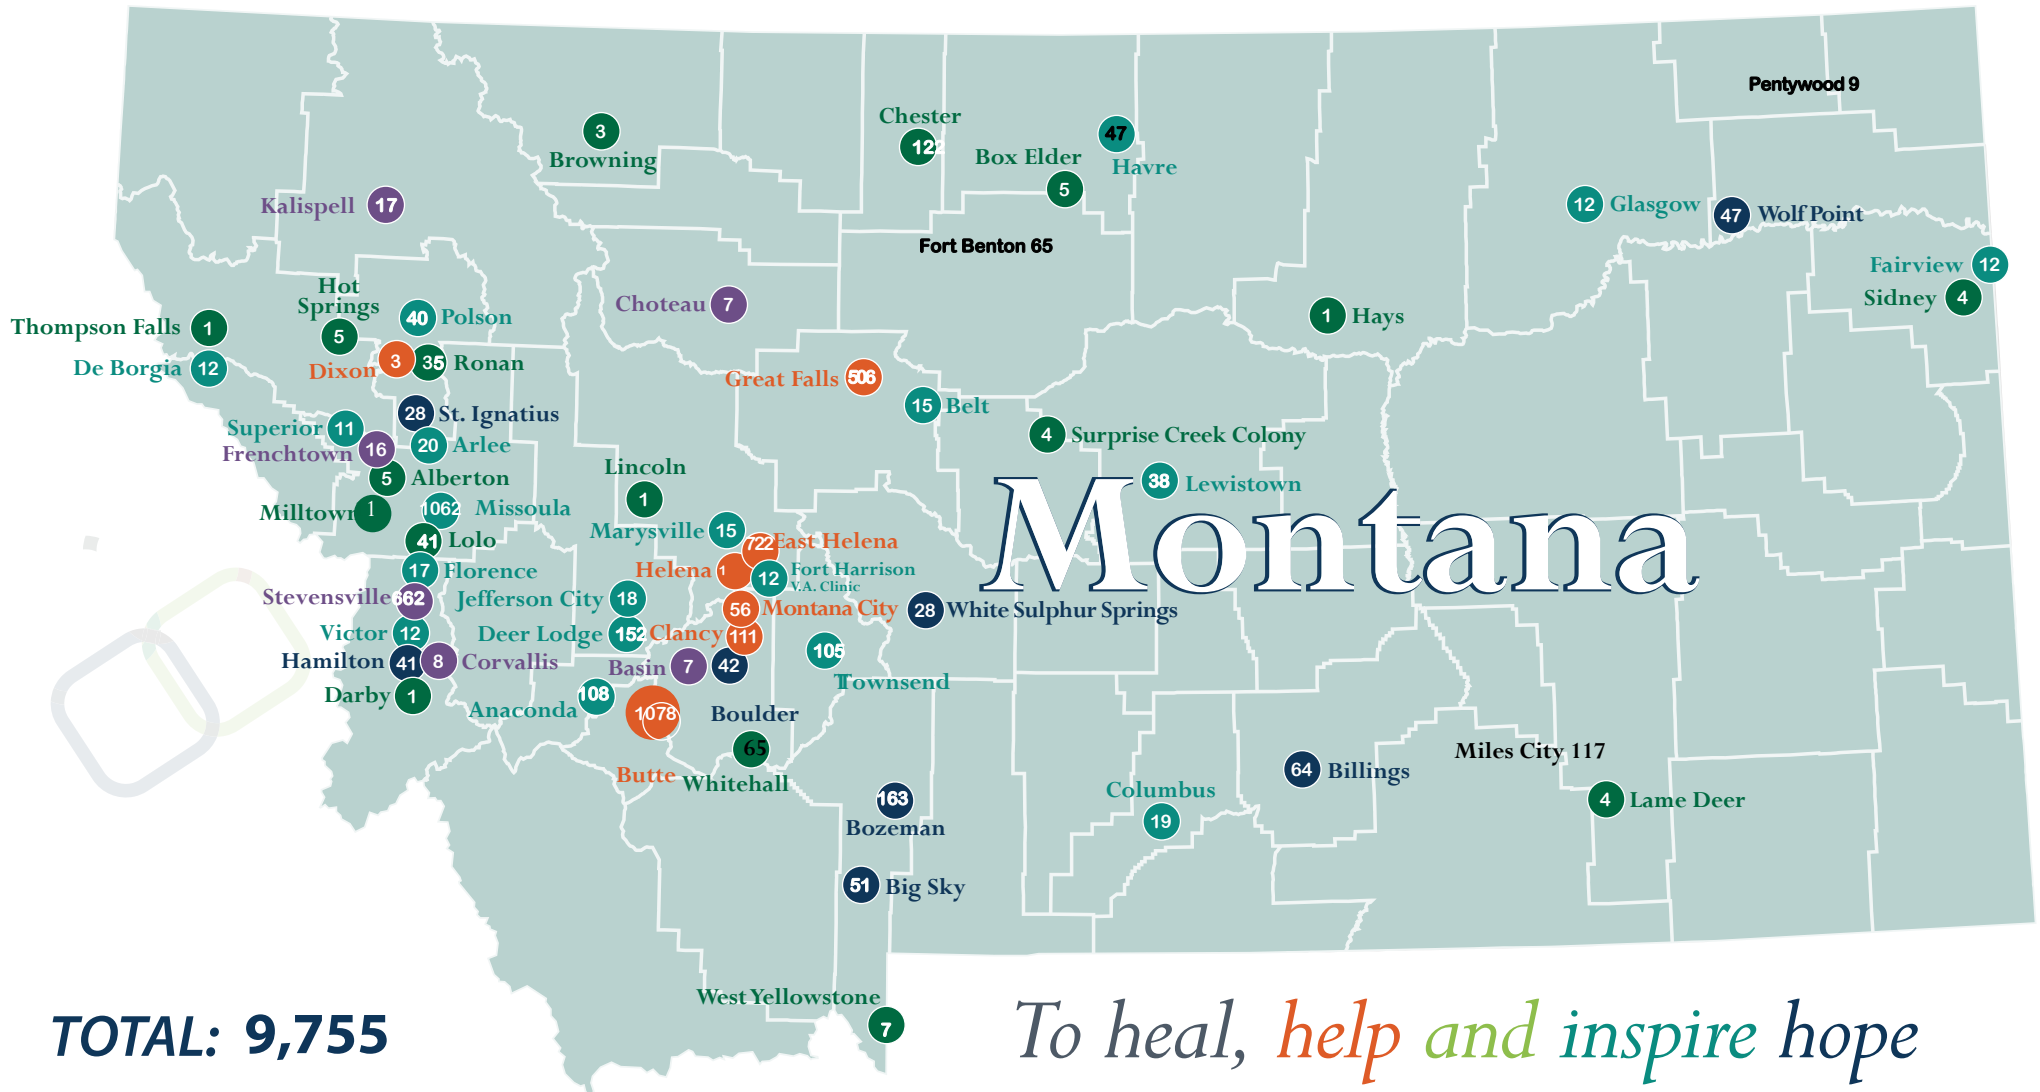 Pentywood 9
Chester
122
3
Browning
47
Havre
Box Elder
5
Kalispell 17
12 Glasgow
47 Wolf Point
Fort Benton 65
Fairview 12
Sidney 4
Hot
Springs
5
Choteau 7
Thompson Falls 1
40 Polson
1 Hays
De Borgia 12
Dixon 3
35 Ronan
Great Falls 506
15 Belt
28 St. Ignatius
Superior 11
20 Arlee
4 Surprise Creek Colony
Frenchtown 16
5 Alberton
Lincoln
1
38 Lewistown
Milltown 1
1062 Missoula
Montana
Marysville 15
41 Lolo
722 East Helena
17 Florence
Helena 1
12 Fort Harrison
V.A. Clinic
Stevensville 662
Jefferson City 18
56 Montana City
28 White Sulphur Springs
Victor 12
Deer Lodge 152
Clancy 111
105
Townsend
Hamilton 41
8 Corvallis
Basin 7
42
Boulder
Darby 1
Anaconda 108
1078
Butte
65
Whitehall
Miles City 117
64 Billings
163
Bozeman
Columbus
19
4 Lame Deer
51 Big Sky
West Yellowstone
7
TOTAL: 9,755
To heal, help and inspire hope